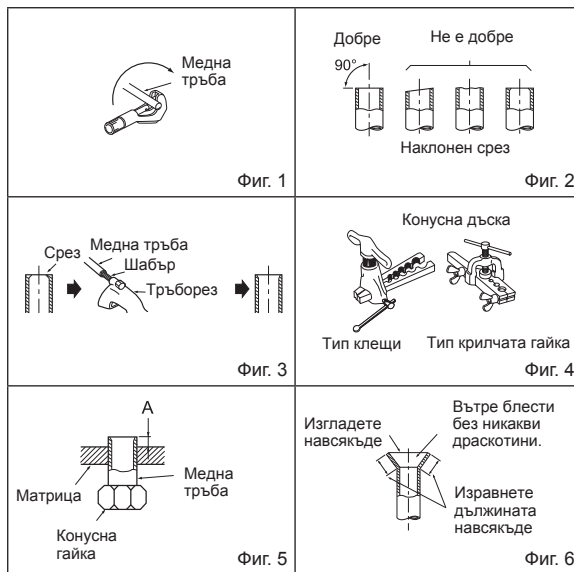 Медна
тръба
Фиг. 1
Добре
Не е добре
90°
Наклонен срез
Фиг. 2
Срез
Медна тръба
Шабър
Тръборез
Фиг. 3
Конусна дъска
Тип клещи
Тип крилчата гайка
Фиг. 4
A
Матрица
Медна
тръба
Конусна
гайка
Фиг. 5
Изгладете
навсякъде
Вътре блести
без никакви
драскотини.
Изравнете
дължината
навсякъде
Фиг. 6